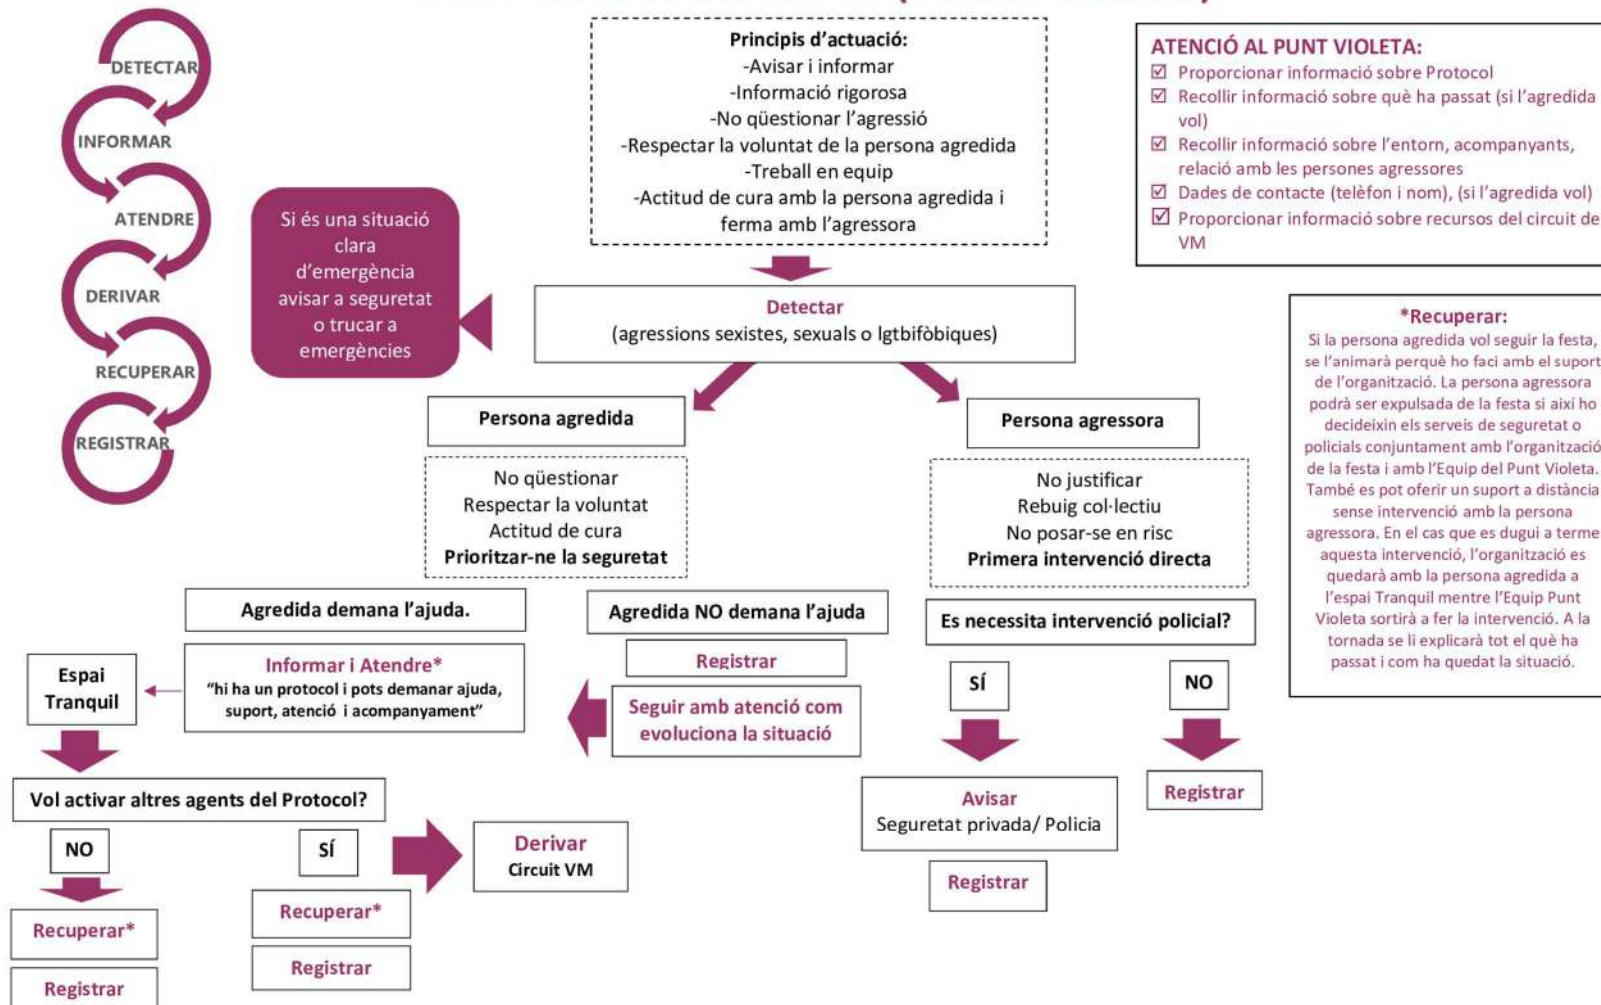 DETECTAR
INFORMAR
ATENDRE
DERIVAR
RECUPERAR
REGISTRAR
Principis d’actuació:
-Avisar i informar
-Informació rigorosa
-No qüestionar l’agressió
-Respectar la voluntat de la persona agredida
-Treball en equip
-Actitud de cura amb la persona agredida i
ferma amb l’agressora
ATENCIÓ AL PUNT VIOLETA:
☑ Proporcionar informació sobre Protocol
☑ Recollir informació sobre què ha passat (si l’agredida
vol)
☑ Recollir informació sobre l’entorn, acompanyants,
relació amb les persones agressores
☑ Dades de contacte (telèfon i nom), (si l’agredida vol)
☑ Proporcionar informació sobre recursos del circuit de
VM
Si és una situació
clara
d’emergència
avisar a seguretat
o trucar a
emergències
Detectar
(agressions sexistes, sexuals o lgtbifòbiques)
*Recuperar:
Si la persona agredida vol seguir la festa,
se l’animarà perquè ho faci amb el suport
de l’organització. La persona agressora
podrà ser expulsada de la festa si així ho
decideixin els serveis de seguretat o
policials conjuntament amb l’organització
de la festa i amb l’Equip del Punt Violeta.
També es pot oferir un suport a distància
sense intervenció amb la persona
agressora. En el cas que es dugui a terme
aquesta intervenció, l’organització es
quedarà amb la persona agredida a
l’espai Tranquil mentre l’Equip Punt
Violeta sortirà a fer la intervenció. A la
tornada se li explicarà tot el què ha
passat i com ha quedat la situació.
Persona agredida
No qüestionar
Respectar la voluntat
Actitud de cura
Prioritzar-ne la seguretat
Persona agressora
No justificar
Rebuig col·lectiu
No posar-se en risc
Primera intervenció directa
Agredida demana l’ajuda.
Informar i Atendre*
“hi ha un protocol i pots demanar ajuda,
suport, atenció i acompanyament”
Espai
Tranquil
Agredida NO demana l’ajuda
Registrar
Seguir amb atenció com
evoluciona la situació
Es necessita intervenció policial?
SÍ
NO
Avisar
Seguretat privada/ Policia
Registrar
Registrar
Vol activar altres agents del Protocol?
NO
SÍ
Derivar
Circuit VM
Recuperar*
Registrar
Recuperar*
Registrar